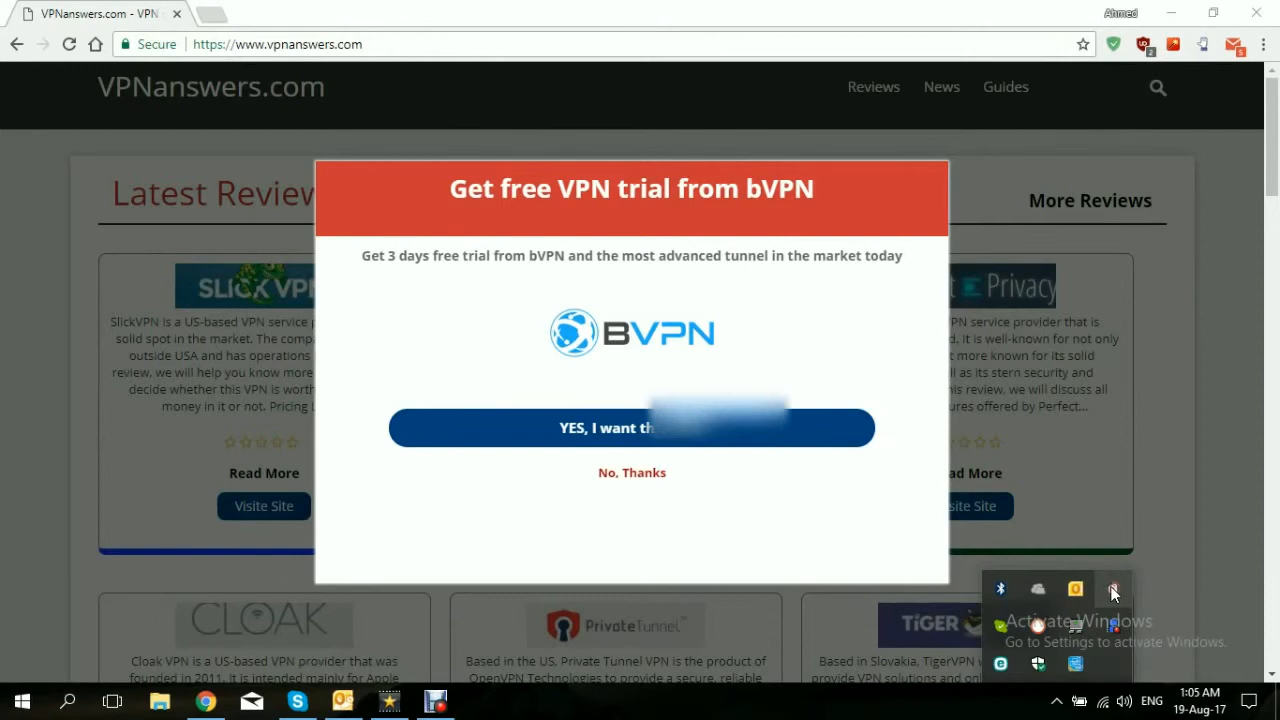 VPNanswers.com - VPN
Ahmed
Secure
https://www.vpnanswers.com
2
5
VPNanswers.com
Reviews
News
Guides
Latest Review
More Reviews
Get free VPN trial from bVPN
Get 3 days free trial from bVPN and the most advanced tunnel in the market today
BVPN
YES, I want
No, Thanks
SLICK VPN
SlickVPN is a US-based VPN service
solid spot in the market. The comp
outside USA and has operations
review, we will help you know more
decide whether this VPN is worth
money in it or not. Pricing
Read More
Visite Site
Privacy
PN service provider that is
d. It is well-known for not only
t more known for its solid
as its stern security and
his review, we will discuss all
ures offered by Perfect...
ad More
site Site
CLOAK
Cloak VPN is a US-based VPN provider that was
founded in 2011. It is intended mainly for Apple
PrivateTunnel™
Based in the US, Private Tunnel VPN is the product of
OpenVPN Technologies to provide a secure, reliable
TIGER
Based in Slovakia, TigerVPN
provide VPN solutions and onl
Activate Windows
Go to Settings to activate Windows.
ENG
1:05 AM
19-Aug-17